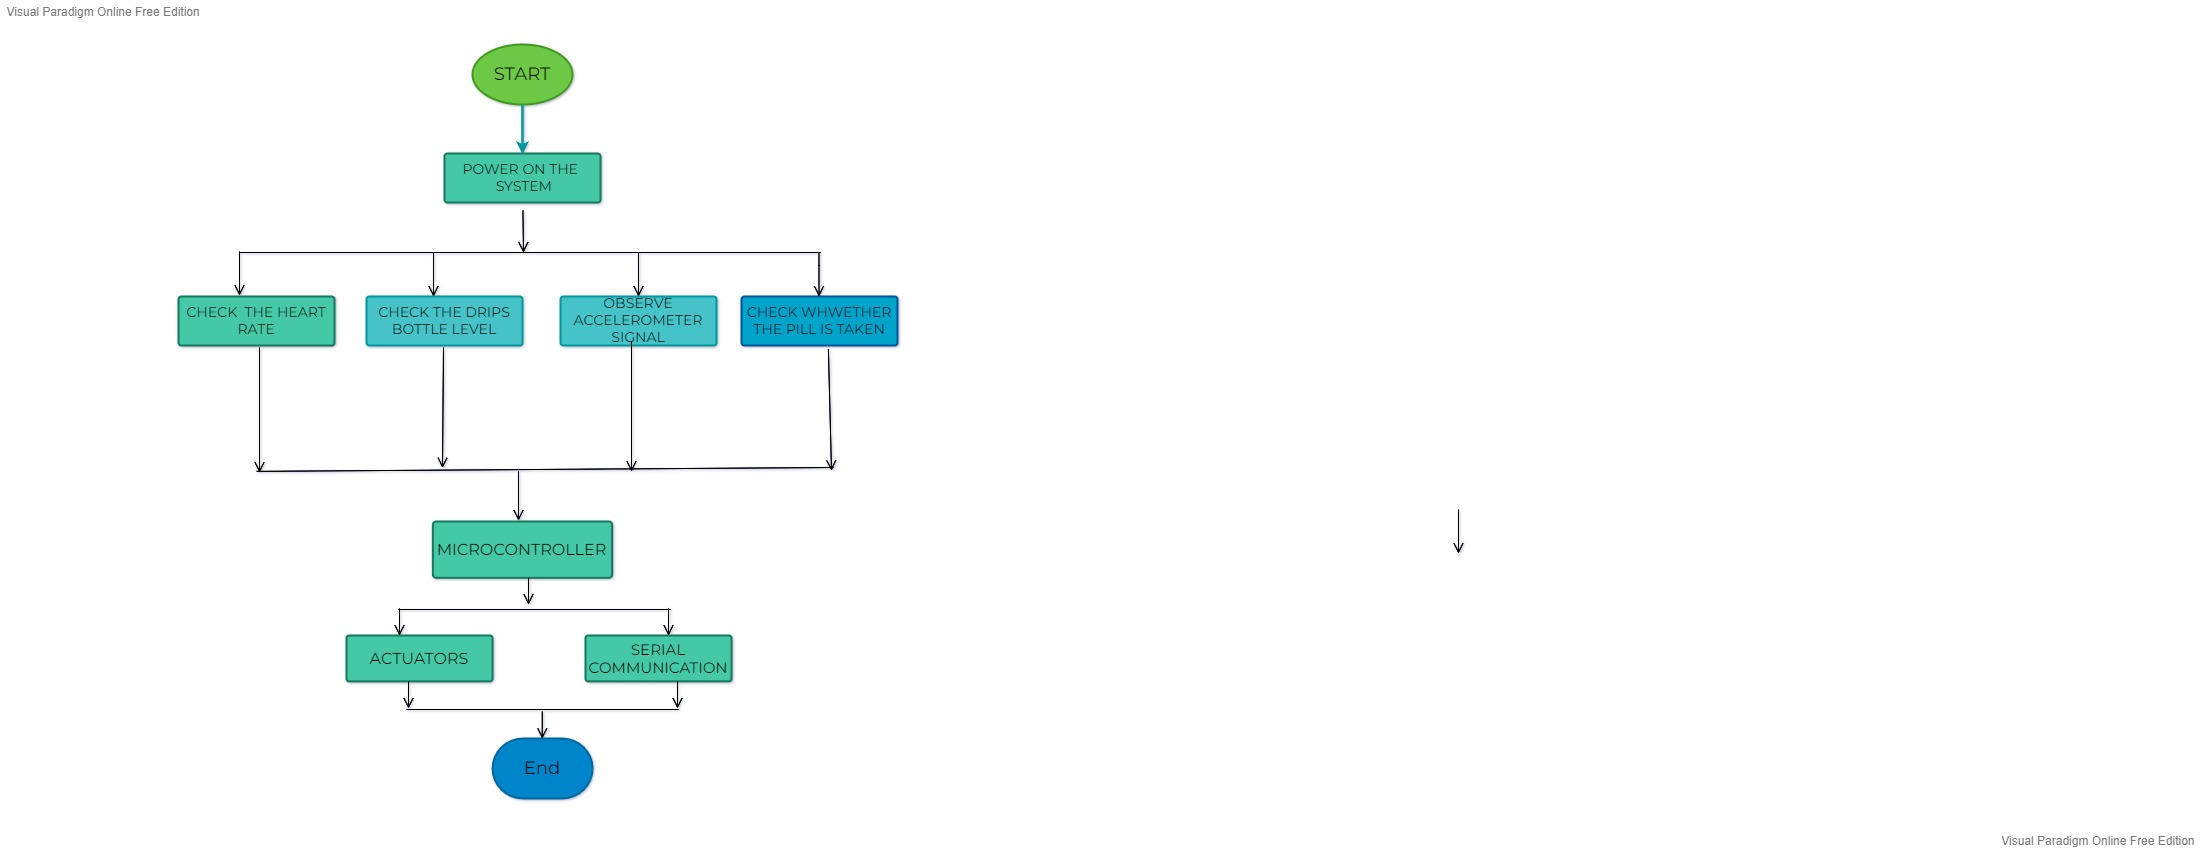 Visual Paradigm Online Free Edition
START
POWER ON THE
SYSTEM
CHECK  THE HEART
RATE
CHECK THE DRIPS
BOTTLE LEVEL
OBSERVE
ACCELEROMETER
SIGNAL
CHECK WHWETHER
THE PILL IS TAKEN
MICROCONTROLLER
ACTUATORS
SERIAL
COMMUNICATION
End
Visual Paradigm Online Free Edition